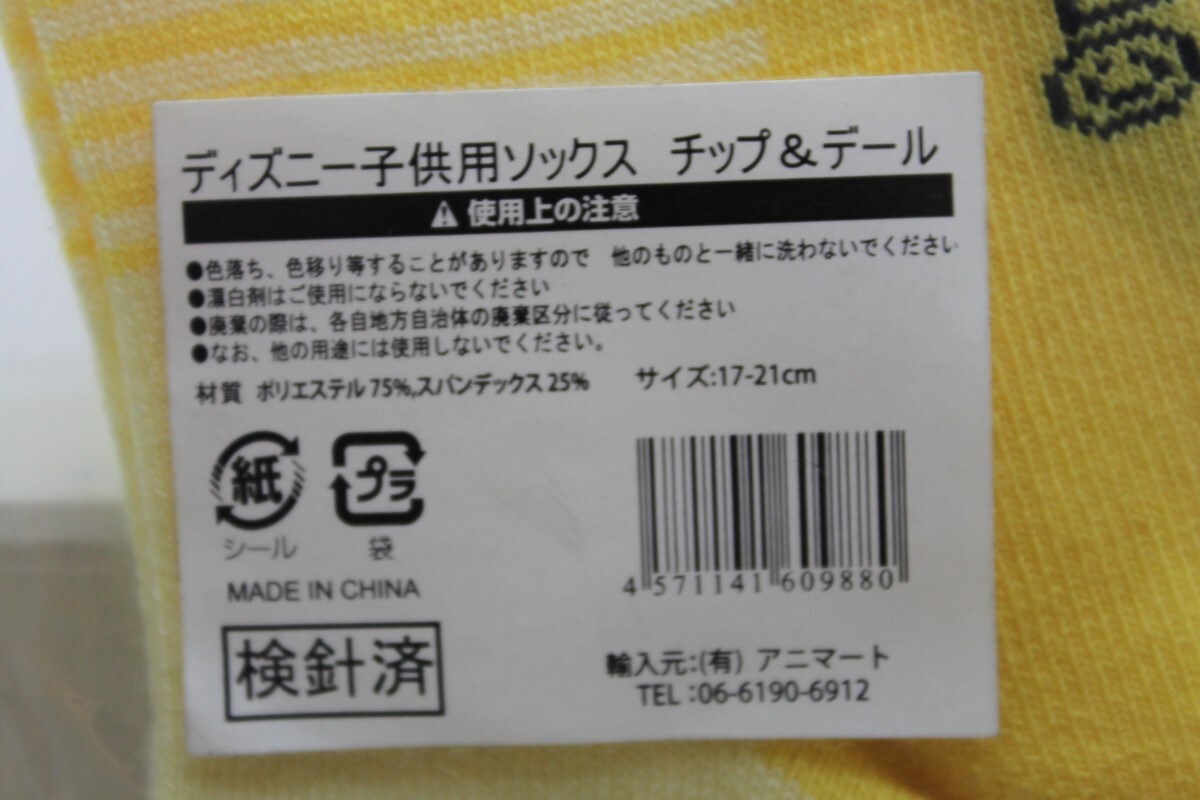 ディズニー子供用ソックス　チップ＆デール
使用上の注意
●色落ち、色移り等することがありますので　他のものと一緒に洗わないでください
●漂白剤はご使用にならないでください
●廃棄の際は、各自地方自治体の廃棄区分に従ってください
●なお、他の用途には使用しないでください。
材質 ポリエステル75%,スパンデックス25%　サイズ:17-21cm
紙 プラ
シール 袋
4 571141 609880
MADE IN CHINA
検針済
輸入元:(有) アニマート
TEL :06-6190-6912